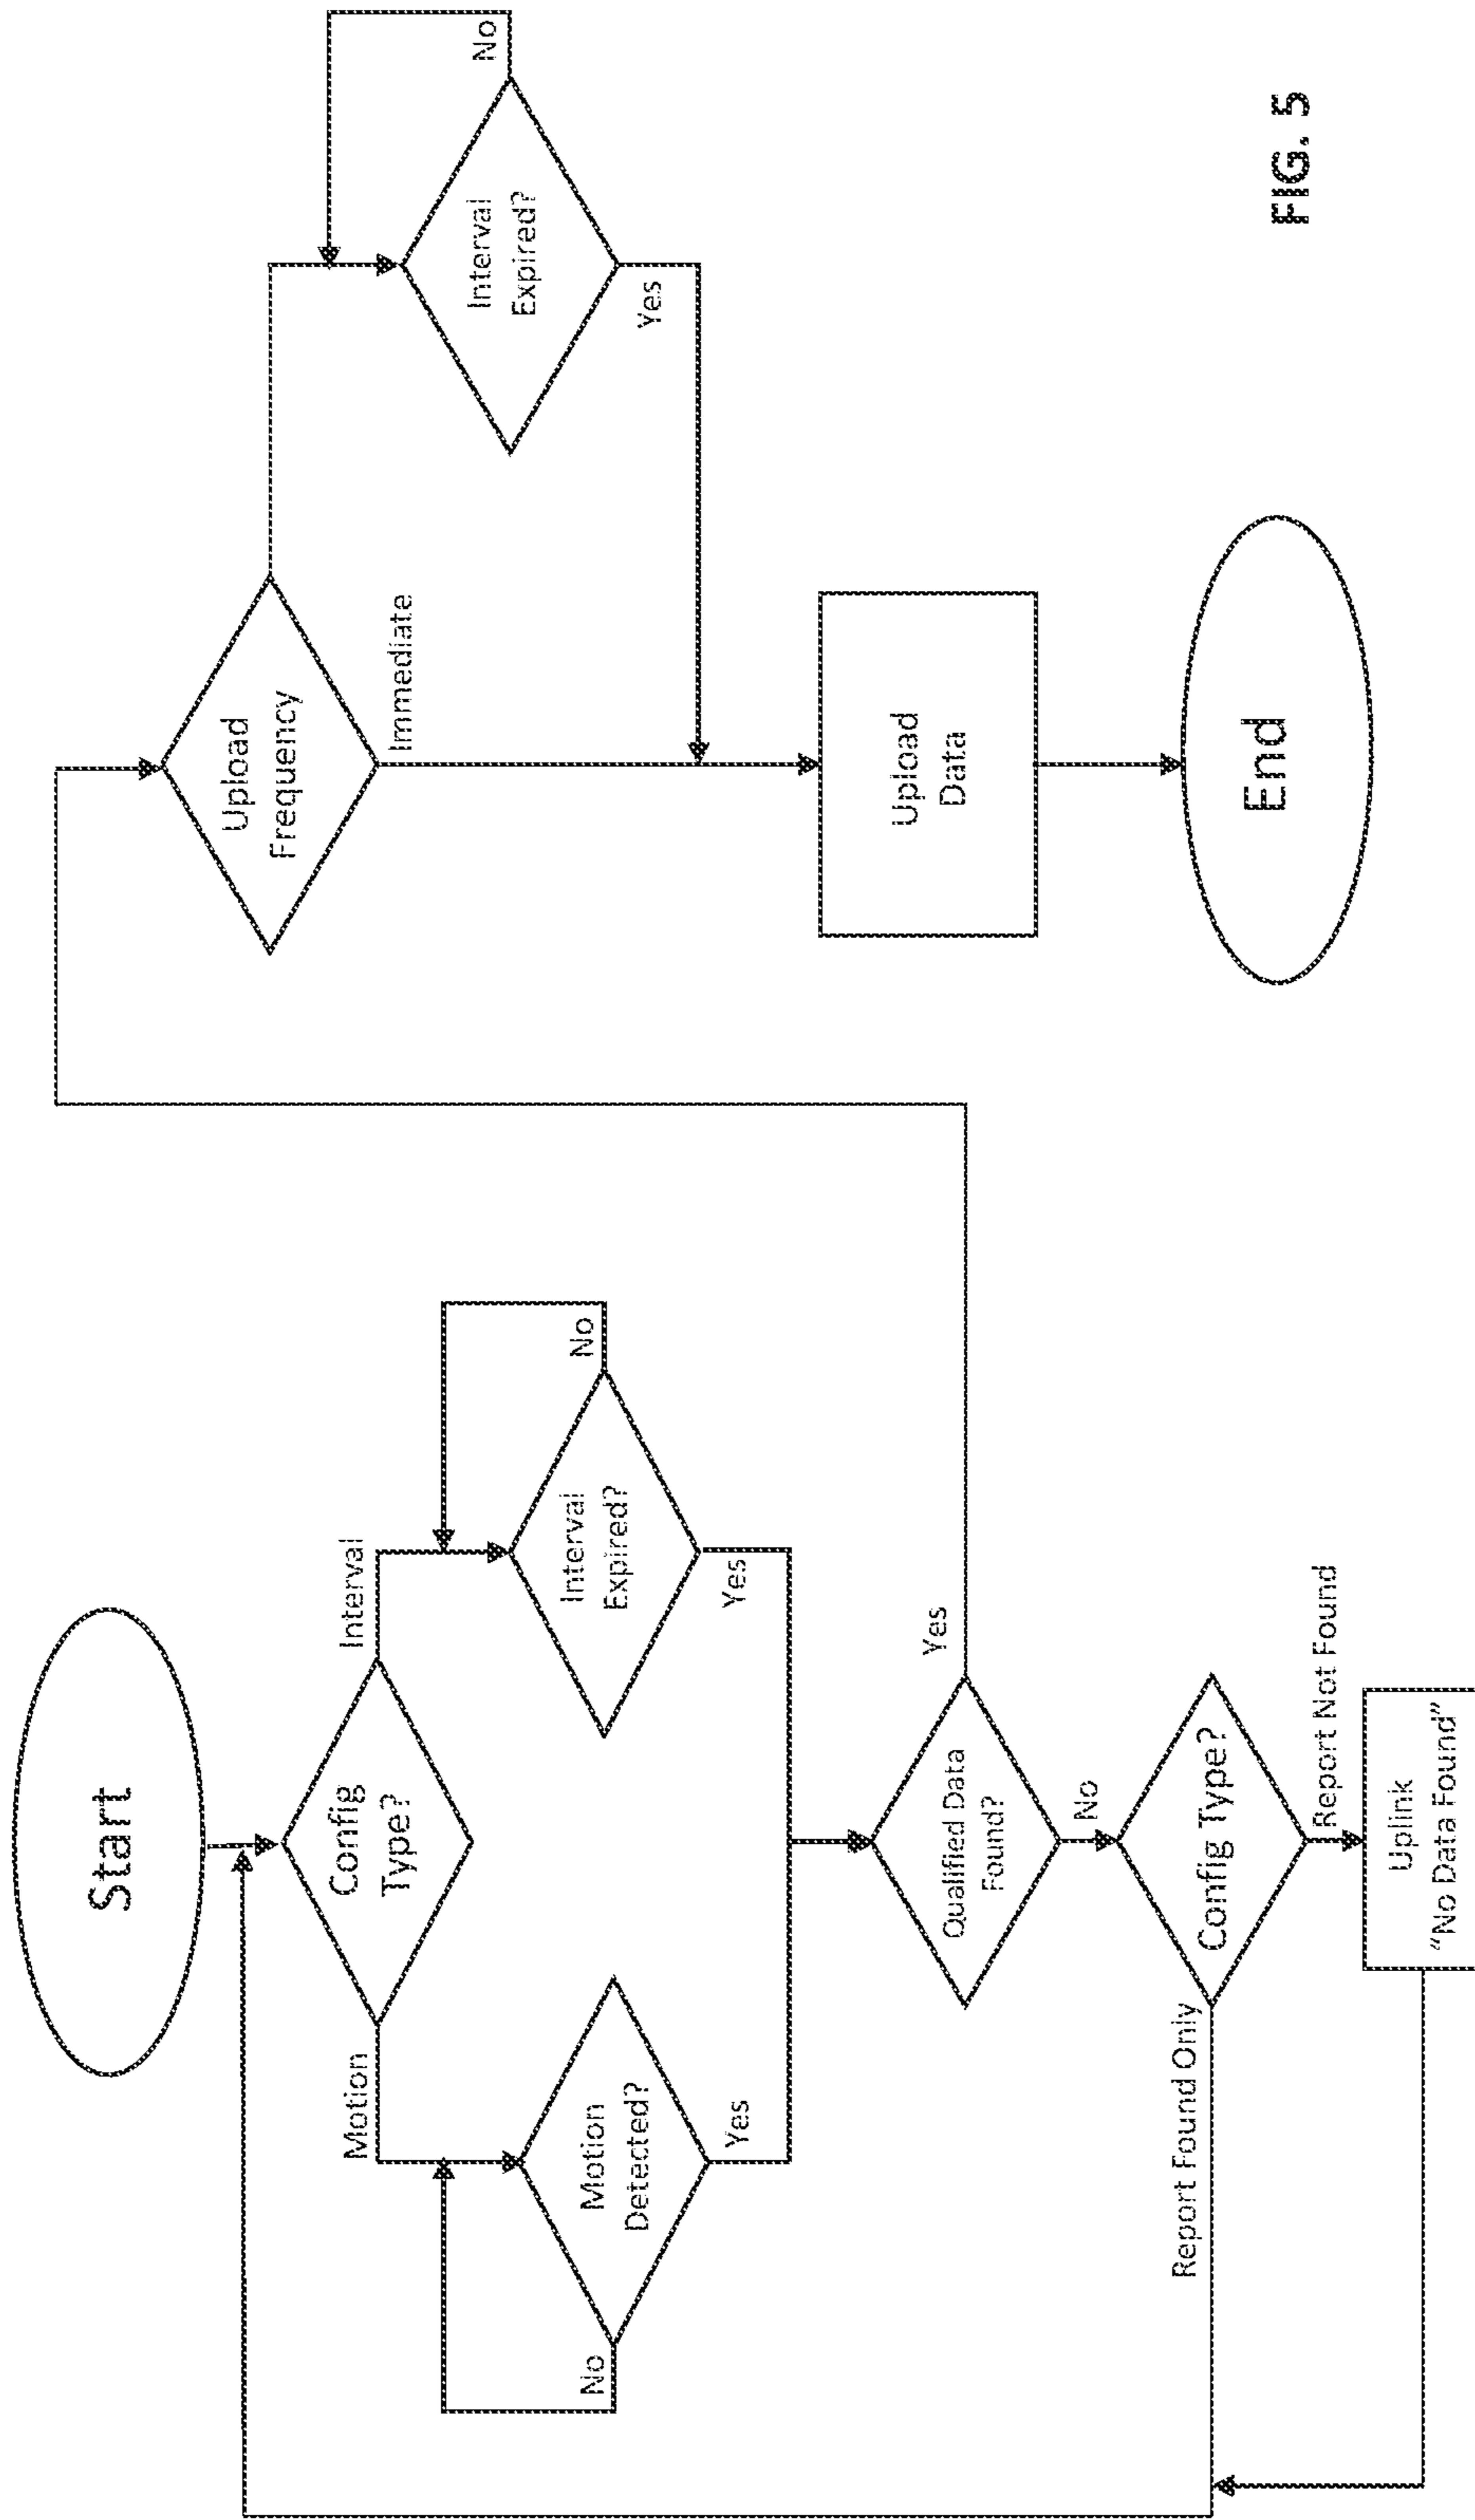 Start
Config
Type?
Motion
Interval
Motion
Detected?
No
Yes
Interval
Expired?
No
Yes
Qualified Data
Found?
Yes
No
Config Type?
Report Found Only
Report Not Found
Uplink
“No Data Found”
Upload
Frequency
Immediate
Interval
Expired?
No
Yes
Upload
Data
End
FIG. 5